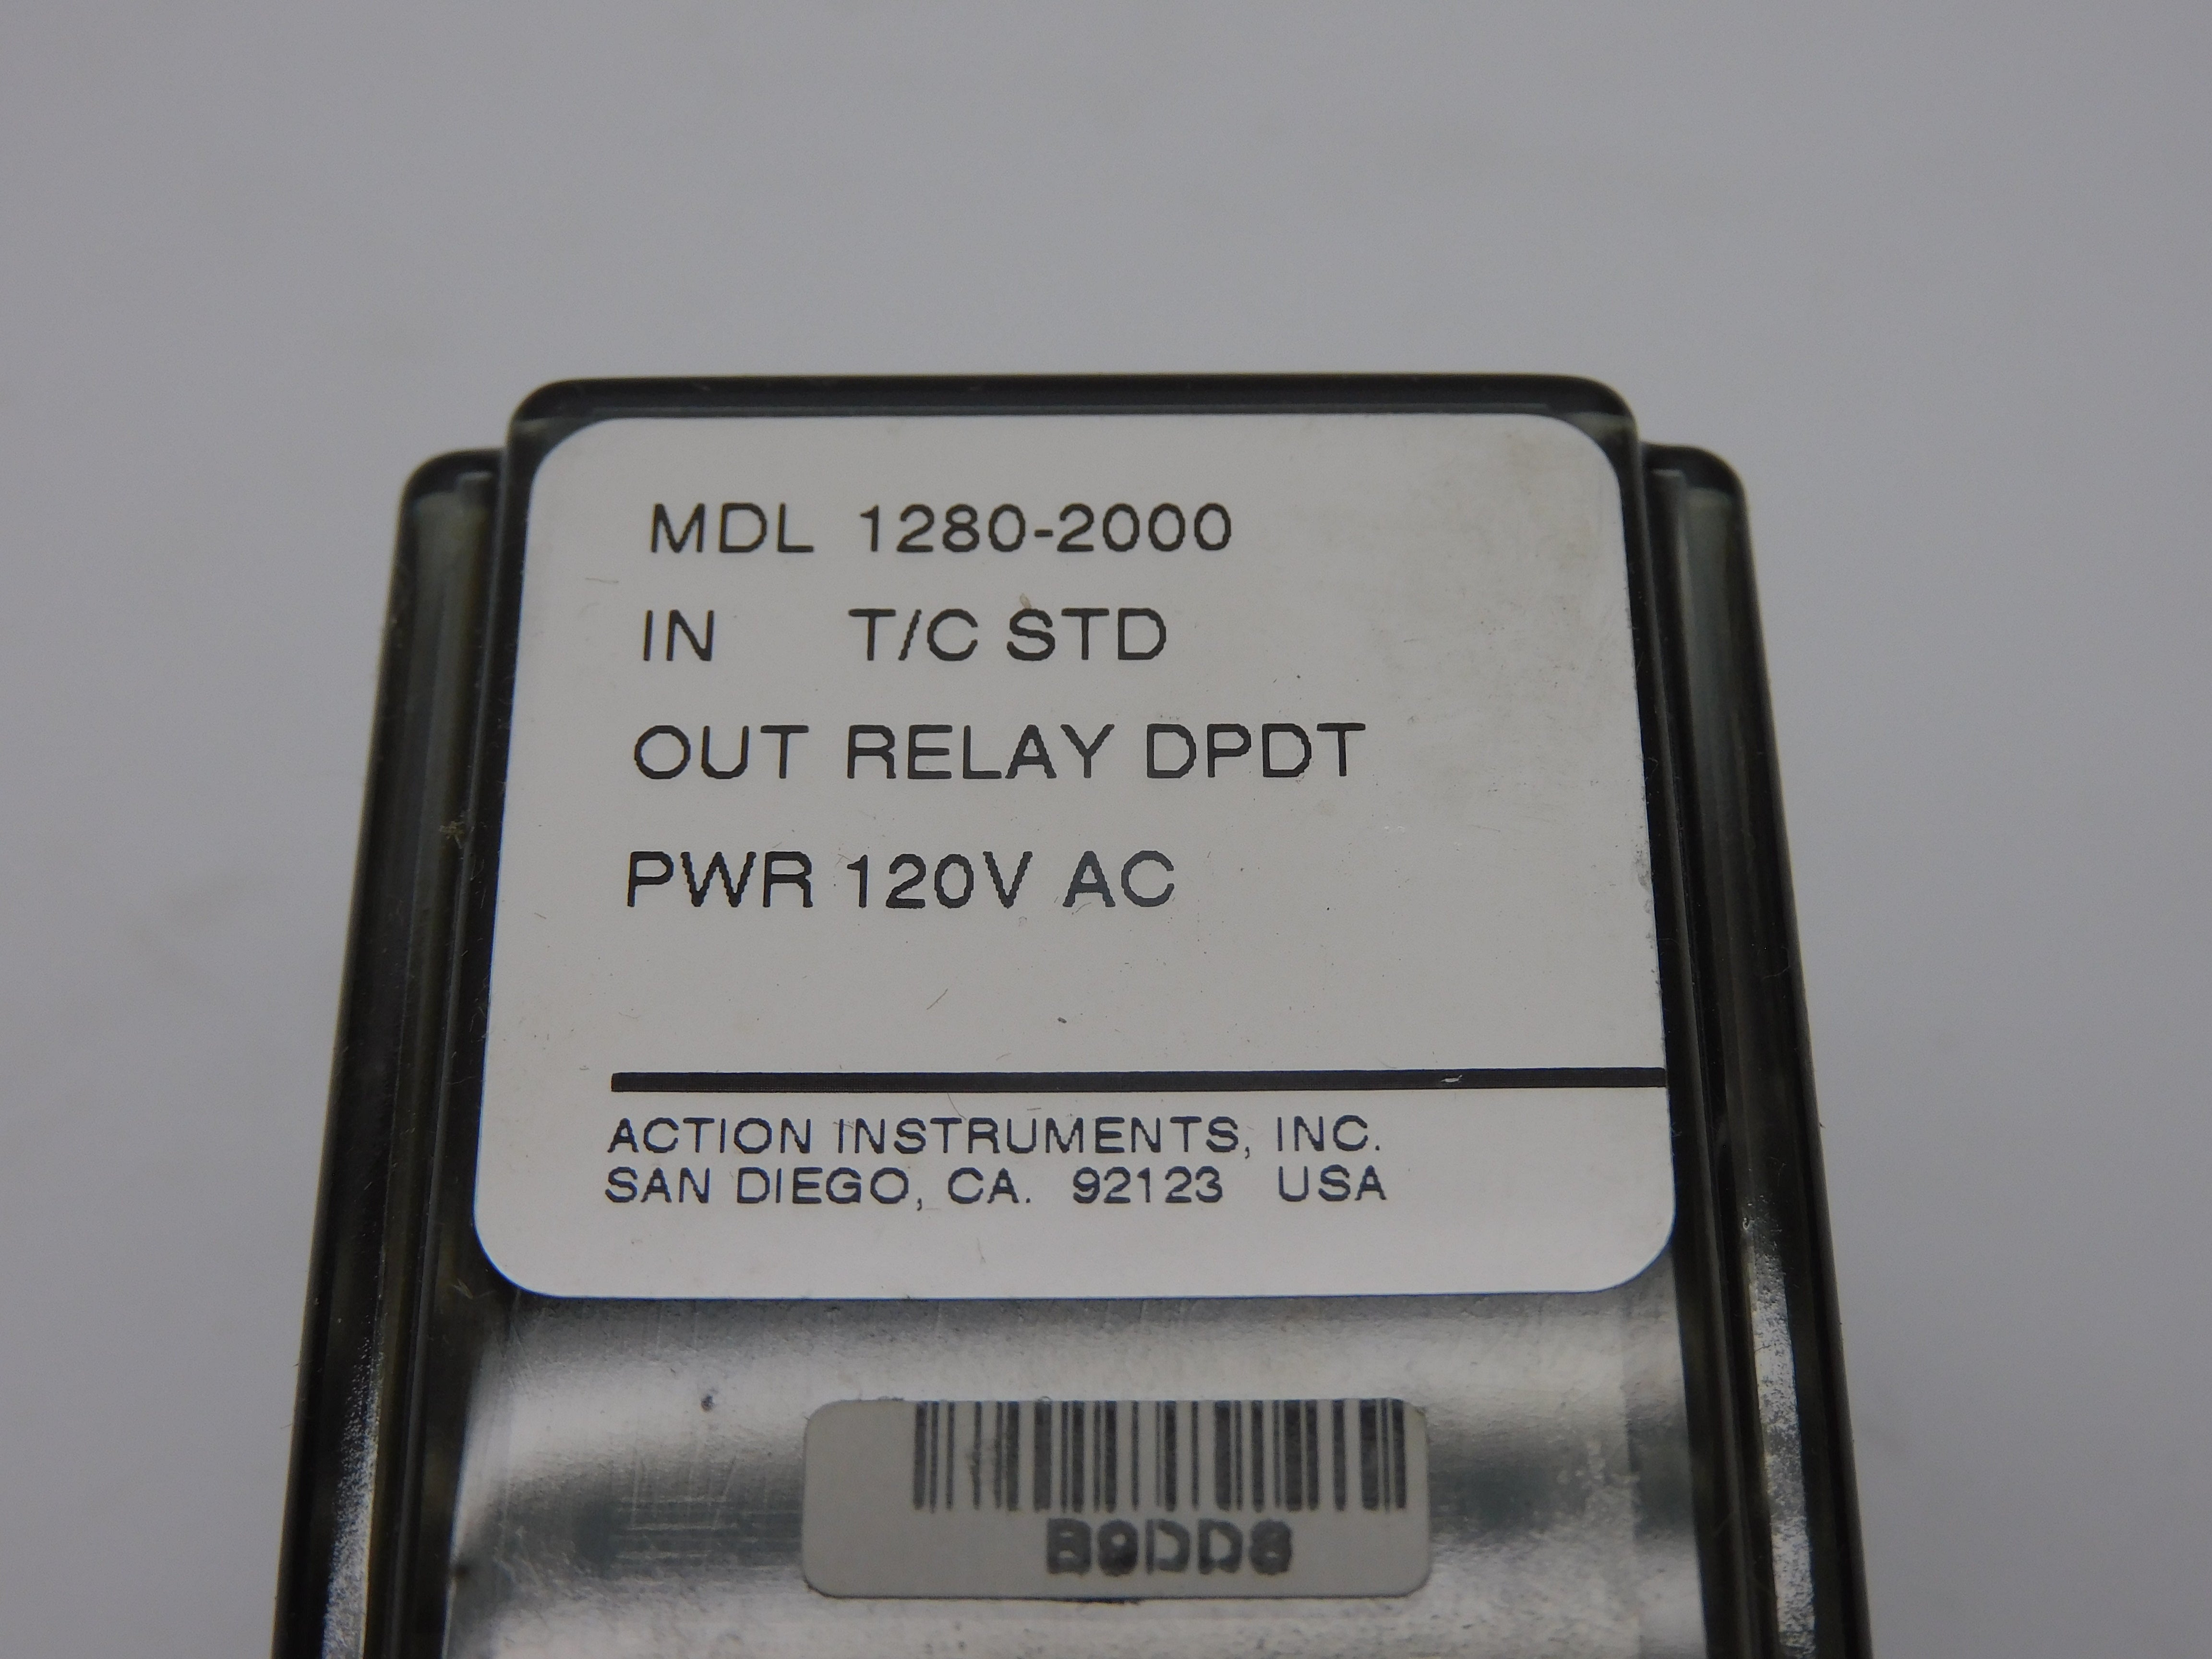 MDL 1280-2000
IN T/C STD
OUT RELAY DPDT
PWR 120V AC
ACTION INSTRUMENTS, INC.
SAN DIEGO, CA. 92123 USA
B9DD8